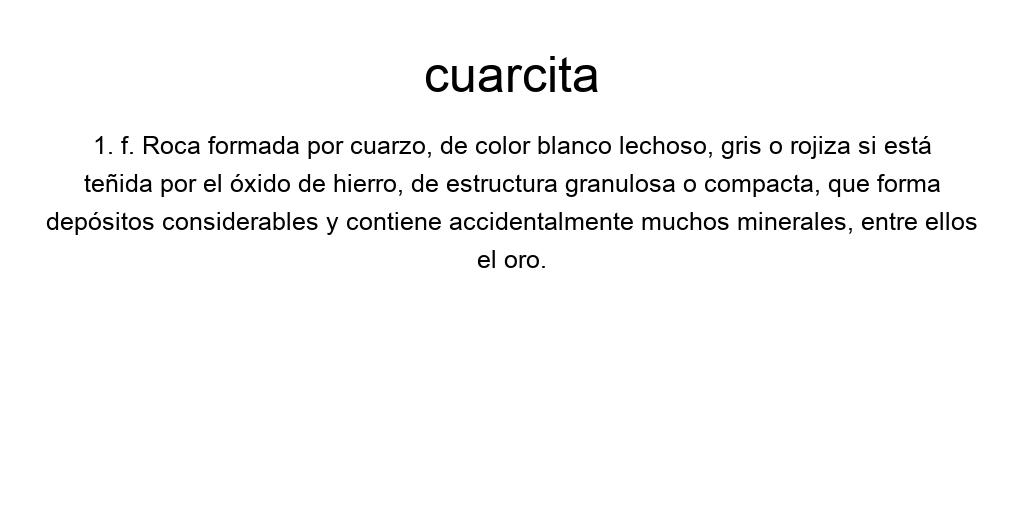 cuarcita
1. f. Roca formada por cuarzo, de color blanco lechoso, gris o rojiza si está
teñida por el óxido de hierro, de estructura granulosa o compacta, que forma
depósitos considerables y contiene accidentalmente muchos minerales, entre ellos
el oro.